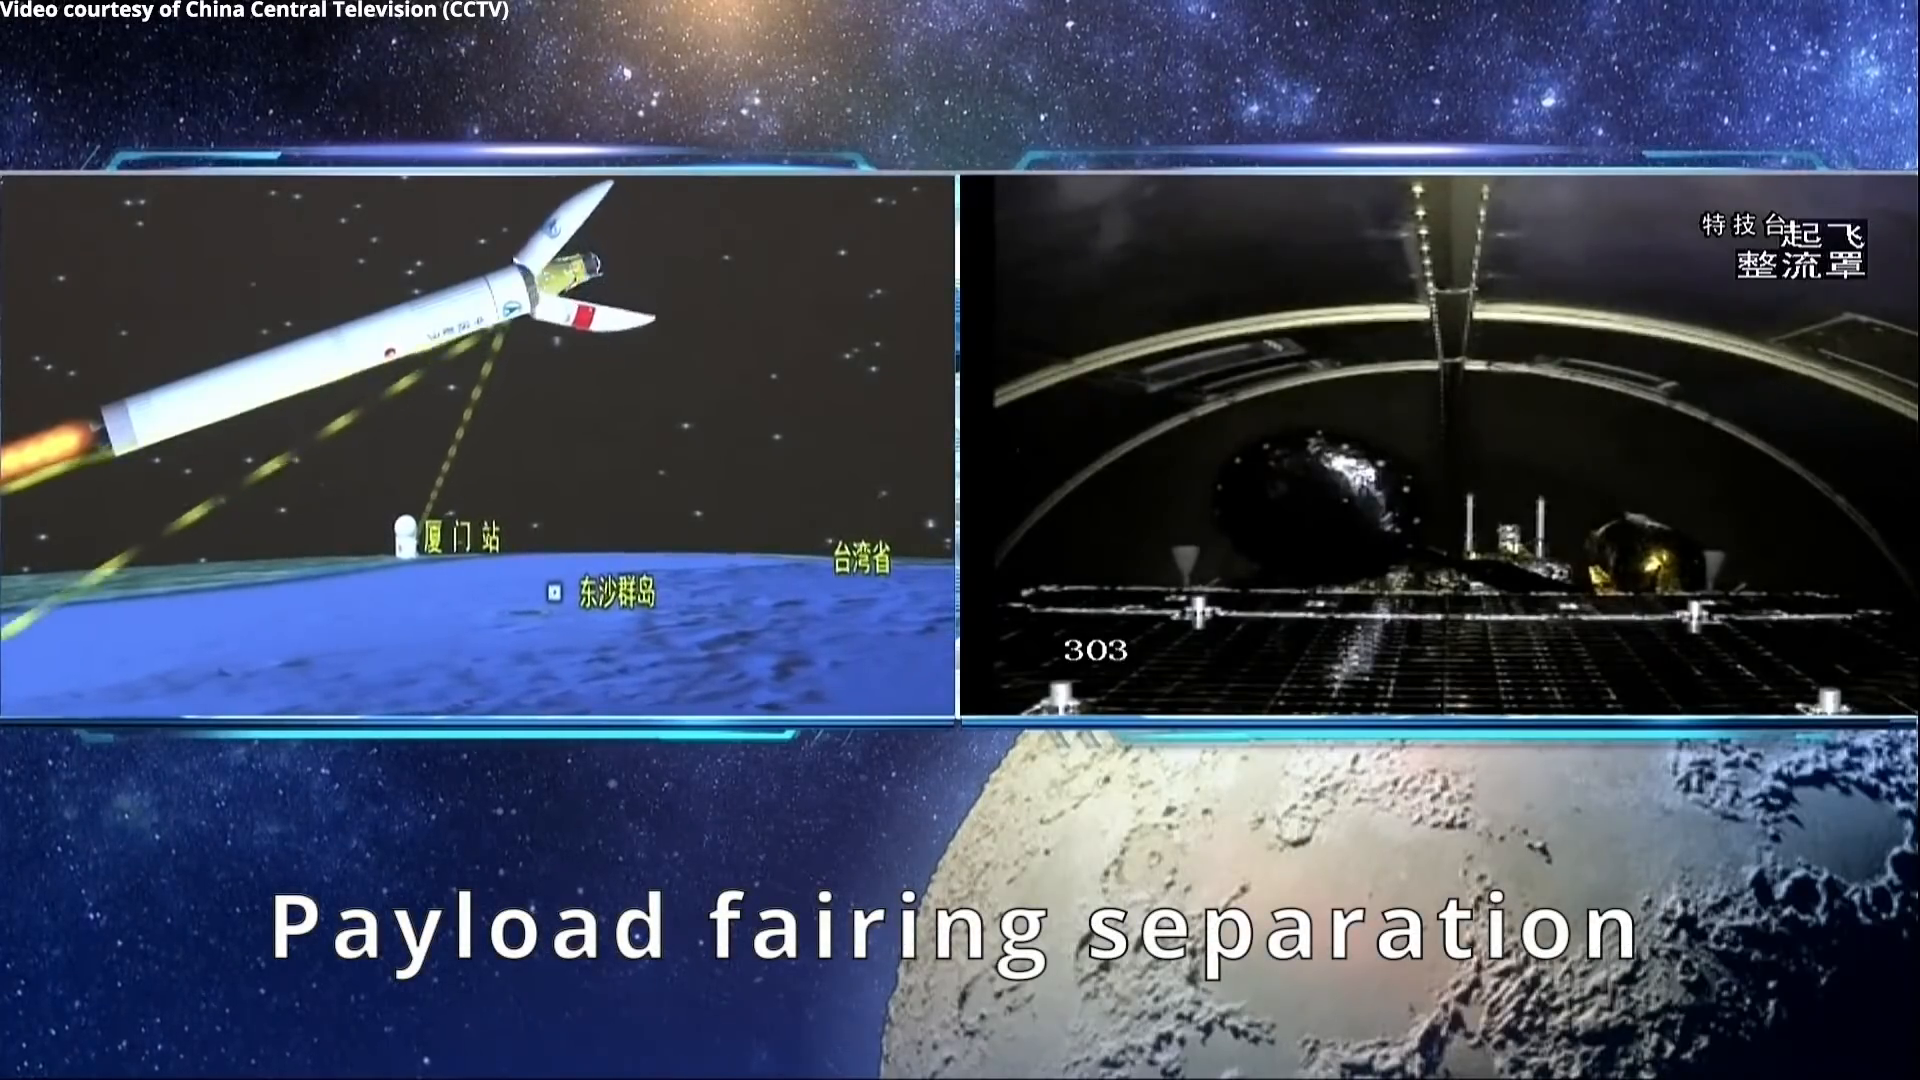 Video courtesy of China Central Television (CCTV)
特技台
起飞
整流罩
厦门站
台湾省
东沙群岛
303
Payload fairing separation